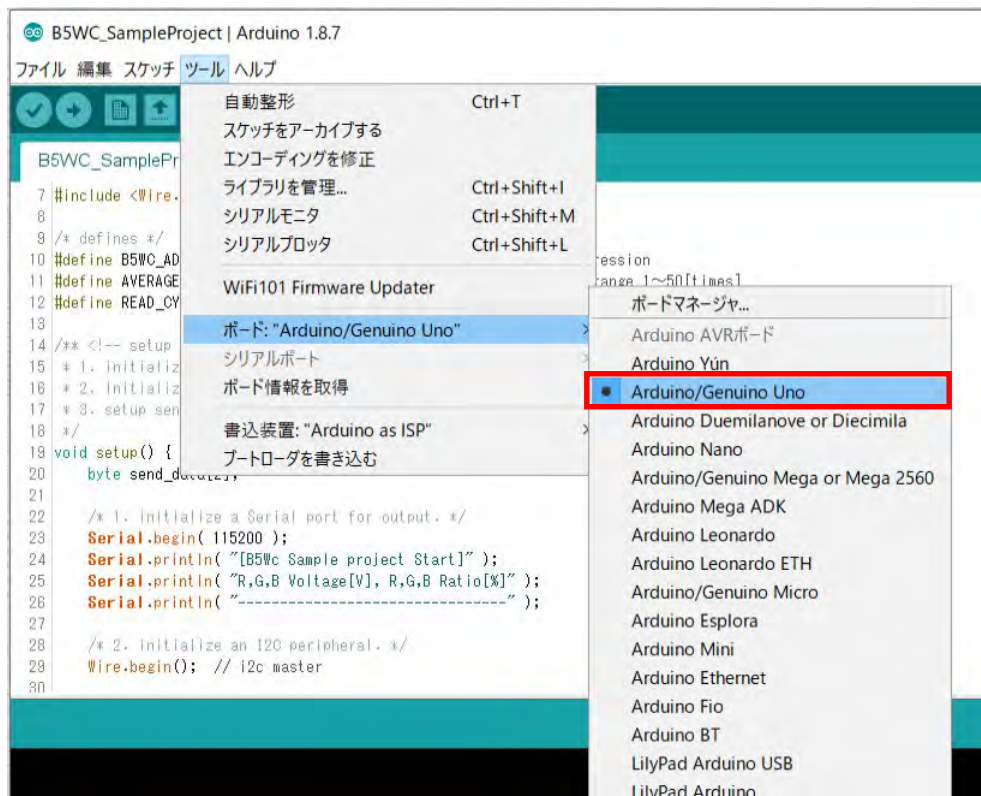 B5WC_SampleProject | Arduino 1.8.7
ファイル 編集 スケッチ ツール ヘルプ
自動整形 Ctrl+T
スケッチをアーカイブする
エンコーディングを修正
ライブラリを管理... Ctrl+Shift+I
シリアルモニタ Ctrl+Shift+M
シリアルプロッタ Ctrl+Shift+L
WiFi101 Firmware Updater
ボード: "Arduino/Genuino Uno"
シリアルポート
ボード情報を取得
書込装置: "Arduino as ISP"
ブートローダを書き込む
ボードマネージャ...
Arduino AVRボード
Arduino Yún
Arduino/Genuino Uno
Arduino Duemilanove or Diecimila
Arduino Nano
Arduino/Genuino Mega or Mega 2560
Arduino Mega ADK
Arduino Leonardo
Arduino Leonardo ETH
Arduino/Genuino Micro
Arduino Esplora
Arduino Mini
Arduino Ethernet
Arduino Fio
Arduino BT
LilyPad Arduino USB
LilyPad Arduino
B5WC_SamplePr
7 #include <Wire.
8
9 /* defines */
10 #define B5WC_AD ression
11 #define AVERAGE range 1~50[times]
12 #define READ_CY
13
14 /** <!-- setup
15 * 1. initializ
16 * 2. initializ
17 * 3. setup sen
18 */
19 void setup() {
20 byte send_data[2];
21
22 /* 1. initialize a Serial port for output. */
23 Serial.begin( 115200 );
24 Serial.println( "[B5Wc Sample project Start]" );
25 Serial.println( "R,G,B Voltage[V], R,G,B Ratio[%]" );
26 Serial.println( "--------------------------------" );
27
28 /* 2. initialize an I2C peripheral. */
29 Wire.begin(); // i2c master
30